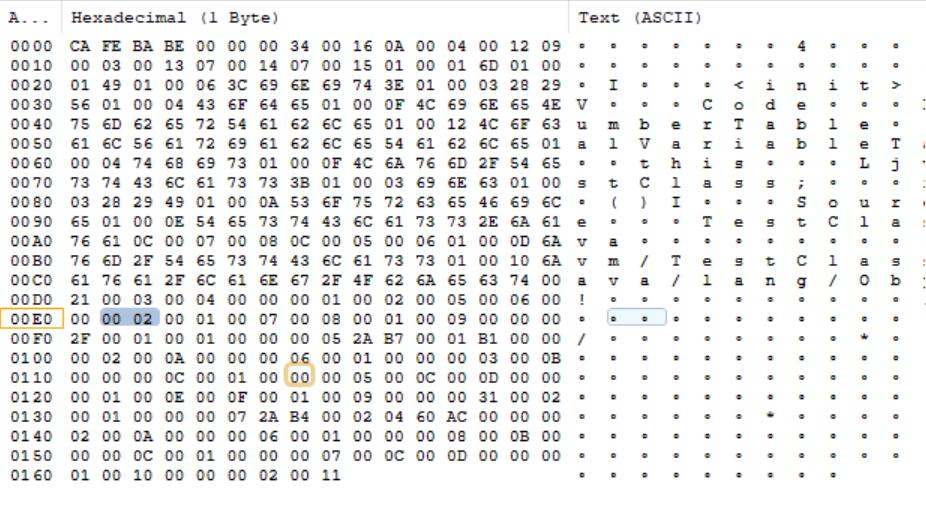 A... Hexadecimal (1 Byte) Text (ASCII)
0000 CA FE BA BE 00 00 00 34 00 16 0A 00 04 00 12 09 ∘ ∘ ∘ ∘ ∘ ∘ ∘ 4 ∘ ∘ ∘
0010 00 03 00 13 07 00 14 07 00 15 01 00 01 6D 01 00 ∘ ∘ ∘ ∘ ∘ ∘ ∘ ∘ ∘ ∘ ∘
0020 01 49 01 00 06 3C 69 6E 69 74 3E 01 00 03 28 29 ∘ I ∘ ∘ ∘ < i n i t >
0030 56 01 00 04 43 6F 64 65 01 00 0F 4C 69 6E 65 4E V ∘ ∘ ∘ C o d e ∘ ∘ ∘
0040 75 6D 62 65 72 54 61 62 6C 65 01 00 12 4C 6F 63 u m b e r T a b l e ∘
0050 61 6C 56 61 72 69 61 62 6C 65 54 61 62 6C 65 01 a l V a r i a b l e T
0060 00 04 74 68 69 73 01 00 0F 4C 6A 76 6D 2F 54 65 ∘ ∘ t h i s ∘ ∘ ∘ L j
0070 73 74 43 6C 61 73 73 3B 01 00 03 69 6E 63 01 00 s t C l a s s ; ∘ ∘ ∘
0080 03 28 29 49 01 00 0A 53 6F 75 72 63 65 46 69 6C ∘ ( ) I ∘ ∘ ∘ S o u r
0090 65 01 00 0E 54 65 73 74 43 6C 61 73 73 2E 6A 61 e ∘ ∘ ∘ T e s t C l a
00A0 76 61 0C 00 07 00 08 0C 00 05 00 06 01 00 0D 6A v a ∘ ∘ ∘ ∘ ∘ ∘ ∘ ∘ ∘
00B0 76 6D 2F 54 65 73 74 43 6C 61 73 73 01 00 10 6A v m / T e s t C l a s
00C0 61 76 61 2F 6C 61 6E 67 2F 4F 62 6A 65 63 74 00 a v a / l a n g / O b
00D0 21 00 03 00 04 00 00 00 01 00 02 00 05 00 06 00 ! ∘ ∘ ∘ ∘ ∘ ∘ ∘ ∘ ∘ ∘
00E0 00 00 02 00 01 00 07 00 08 00 01 00 09 00 00 00 ∘ ∘ ∘ ∘ ∘ ∘ ∘ ∘ ∘ ∘ ∘
00F0 2F 00 01 00 01 00 00 00 05 2A B7 00 01 B1 00 00 / ∘ ∘ ∘ ∘ ∘ ∘ ∘ ∘ * ∘
0100 00 02 00 0A 00 00 00 06 00 01 00 00 00 03 00 0B ∘ ∘ ∘ ∘ ∘ ∘ ∘ ∘ ∘ ∘ ∘
0110 00 00 00 0C 00 01 00 00 00 05 00 0C 00 0D 00 00 ∘ ∘ ∘ ∘ ∘ ∘ ∘ ∘ ∘ ∘ ∘
0120 00 01 00 0E 00 0F 00 01 00 09 00 00 00 31 00 02 ∘ ∘ ∘ ∘ ∘ ∘ ∘ ∘ ∘ ∘ ∘
0130 00 01 00 00 00 07 2A B4 00 02 04 60 AC 00 00 00 ∘ ∘ ∘ ∘ ∘ ∘ * ∘ ∘ ∘ ∘
0140 02 00 0A 00 00 00 06 00 01 00 00 00 08 00 0B 00 ∘ ∘ ∘ ∘ ∘ ∘ ∘ ∘ ∘ ∘ ∘
0150 00 00 0C 00 01 00 00 00 07 00 0C 00 0D 00 00 00 ∘ ∘ ∘ ∘ ∘ ∘ ∘ ∘ ∘ ∘ ∘
0160 01 00 10 00 00 00 02 00 11 ∘ ∘ ∘ ∘ ∘ ∘ ∘ ∘ ∘